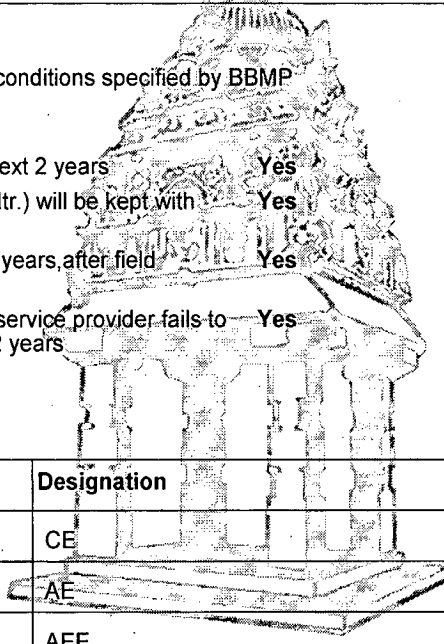 conditions specified by BBMP
ext 2 years Yes
ltr.) will be kept with Yes
years,after field Yes
service provider fails to Yes
2 years
Designation
CE
AE
AEE